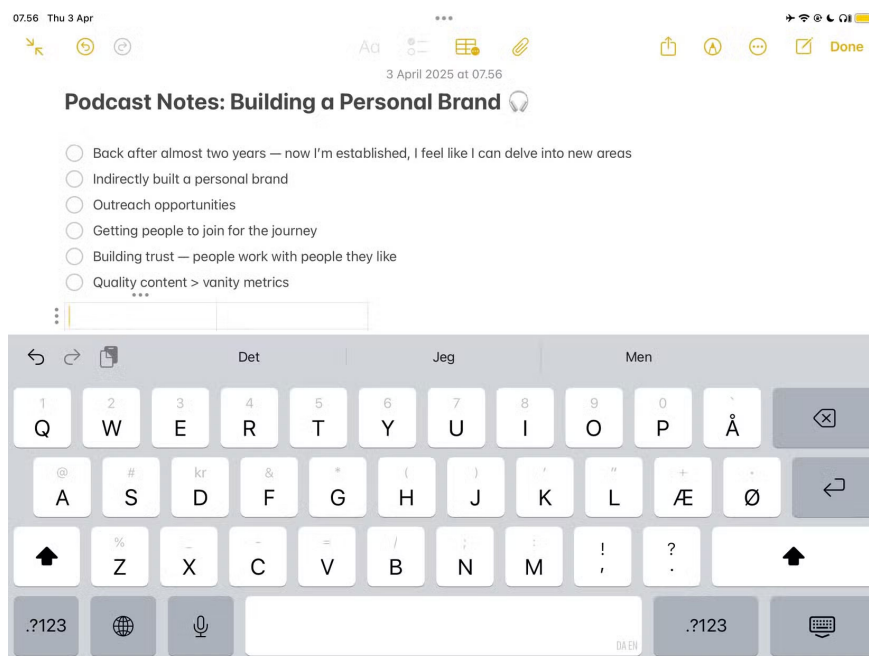 07.56 Thu 3 Apr
Aa
Done
3 April 2025 at 07.56
Podcast Notes: Building a Personal Brand 🎧
Back after almost two years — now I'm established, I feel like I can delve into new areas
Indirectly built a personal brand
Outreach opportunities
Getting people to join for the journey
Building trust — people work with people they like
Quality content > vanity metrics
Det Jeg Men
1 2 3 4 5 6 7 8 9 0 `
Q W E R T Y U I O P Å
@ # kr & * ( ) ' " + ·
A S D F G H J K L Æ Ø
% _ - = / ; : ! ?
Z X C V B N M , .
.?123 .?123
DA EN